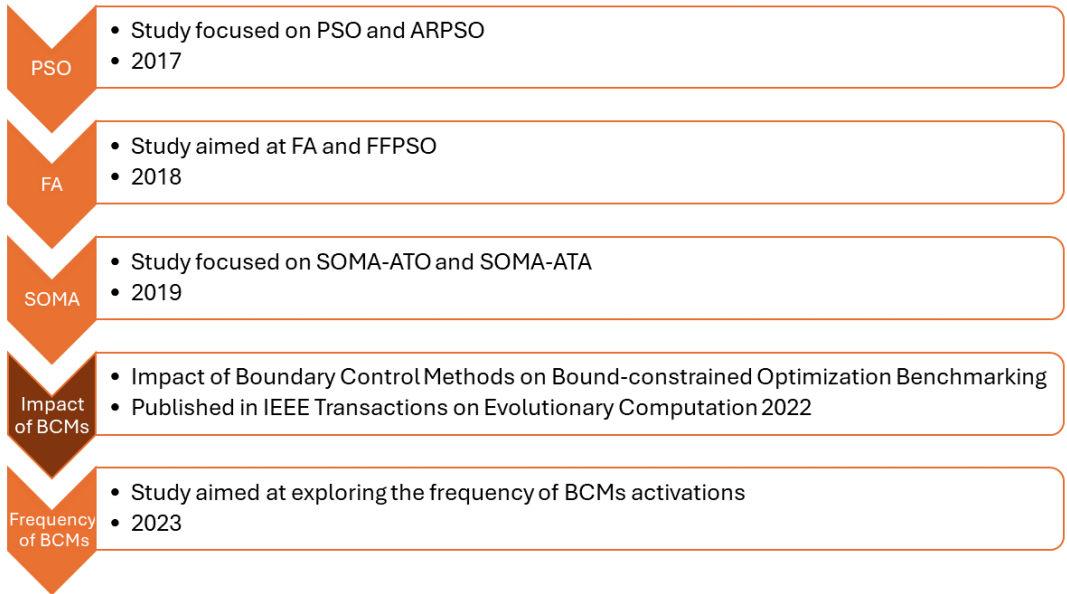 PSO
• Study focused on PSO and ARPSO
• 2017
FA
• Study aimed at FA and FFPSO
• 2018
SOMA
• Study focused on SOMA-ATO and SOMA-ATA
• 2019
Impact
of BCMs
• Impact of Boundary Control Methods on Bound-constrained Optimization Benchmarking
• Published in IEEE Transactions on Evolutionary Computation 2022
Frequency
of BCMs
• Study aimed at exploring the frequency of BCMs activations
• 2023